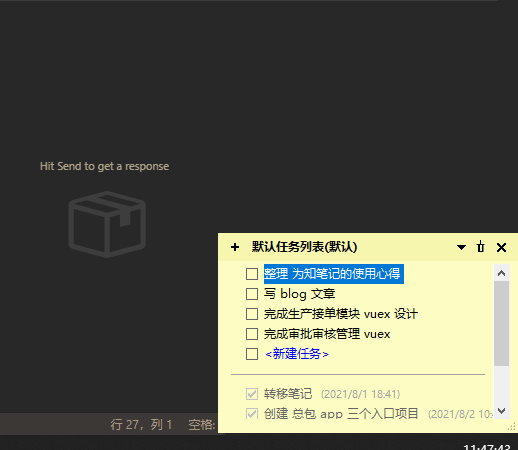 Hit Send to get a response
默认任务列表(默认)
整理 为知笔记的使用心得
写 blog 文章
完成生产接单模块 vuex 设计
完成审批审核管理 vuex
<新建任务>
转移笔记 (2021/8/1 18:41)
创建 总包 app 三个入口项目 (2021/8/2 10:
行 27，列 1 空格:
11:47:43